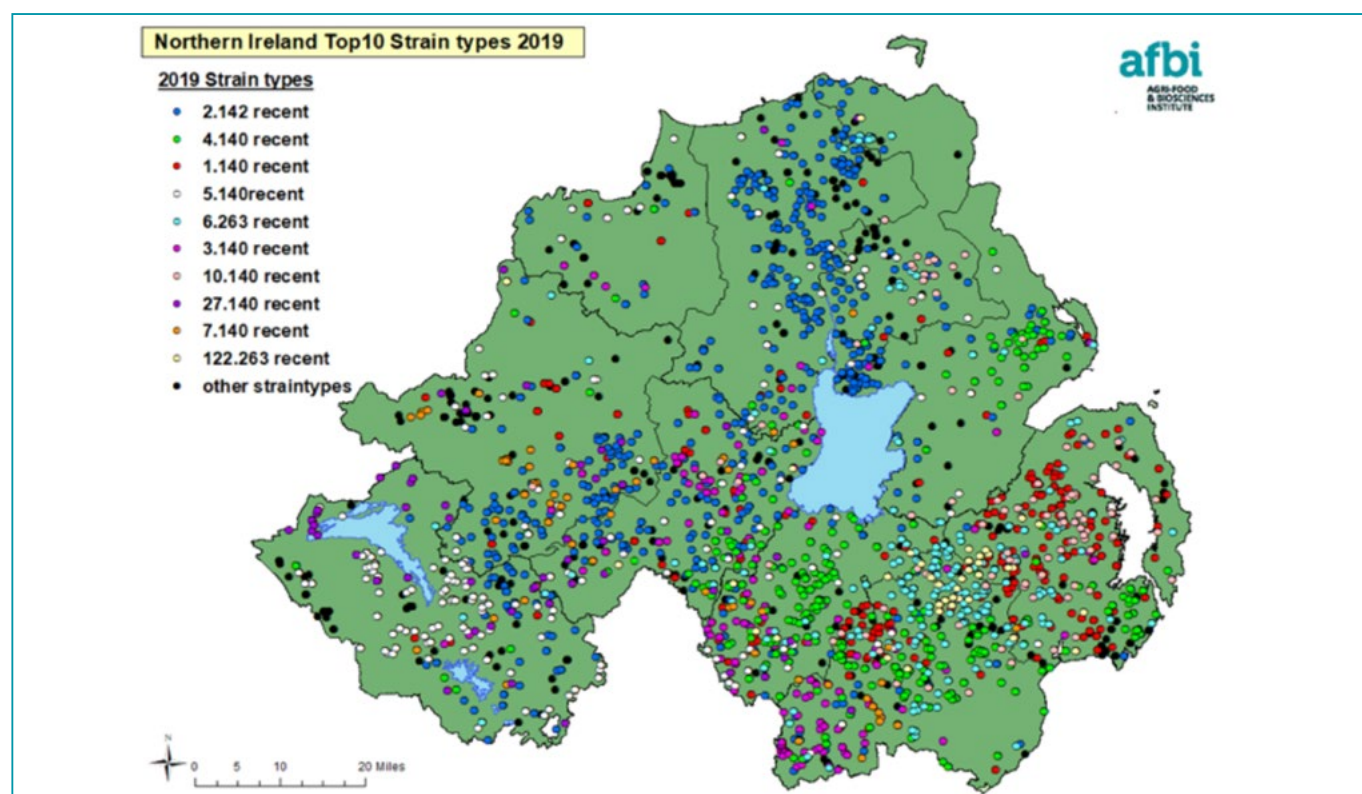 Northern Ireland Top10 Strain types 2019
afbi
AGRI-FOOD
& BIOSCIENCES
INSTITUTE
2019 Strain types
2.142 recent
4.140 recent
1.140 recent
5.140recent
6.263 recent
3.140 recent
10.140 recent
27.140 recent
7.140 recent
122.263 recent
other straintypes
N
0 5 10 20 Miles